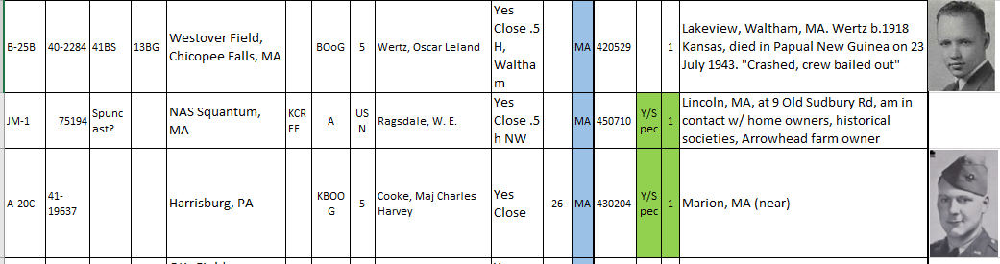 B-25B 40-2284 41BS 13BG Westover Field, Chicopee Falls, MA BOoG 5 Wertz, Oscar Leland Yes Close .5 H, Waltha m MA 420529 1 Lakeview, Waltham, MA. Wertz b.1918 Kansas, died in Papual New Guinea on 23 July 1943. "Crashed, crew bailed out"
JM-1 75194 Spunc ast? NAS Squantum, MA KCR EF A US N Ragsdale, W. E. Yes Close .5 h NW MA 450710 Y/S pec 1 Lincoln, MA, at 9 Old Sudbury Rd, am in contact w/ home owners, historical societies, Arrowhead farm owner
A-20C 41-19637 Harrisburg, PA KBOO G 5 Cooke, Maj Charles Harvey Yes Close 26 MA 430204 Y/S pec 1 Marion, MA (near)